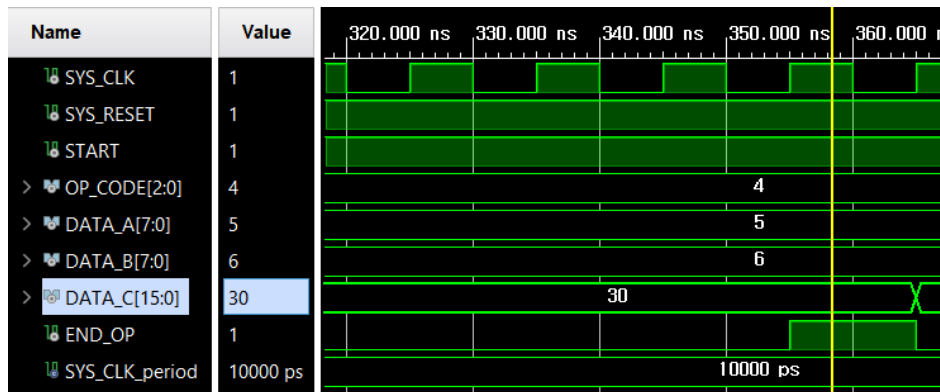 Name Value 320.000 ns 330.000 ns 340.000 ns 350.000 ns 360.000
SYS_CLK 1
SYS_RESET 1
START 1
OP_CODE[2:0] 4 4
DATA_A[7:0] 5 5
DATA_B[7:0] 6 6
DATA_C[15:0] 30 30
END_OP 1
SYS_CLK_period 10000 ps 10000 ps